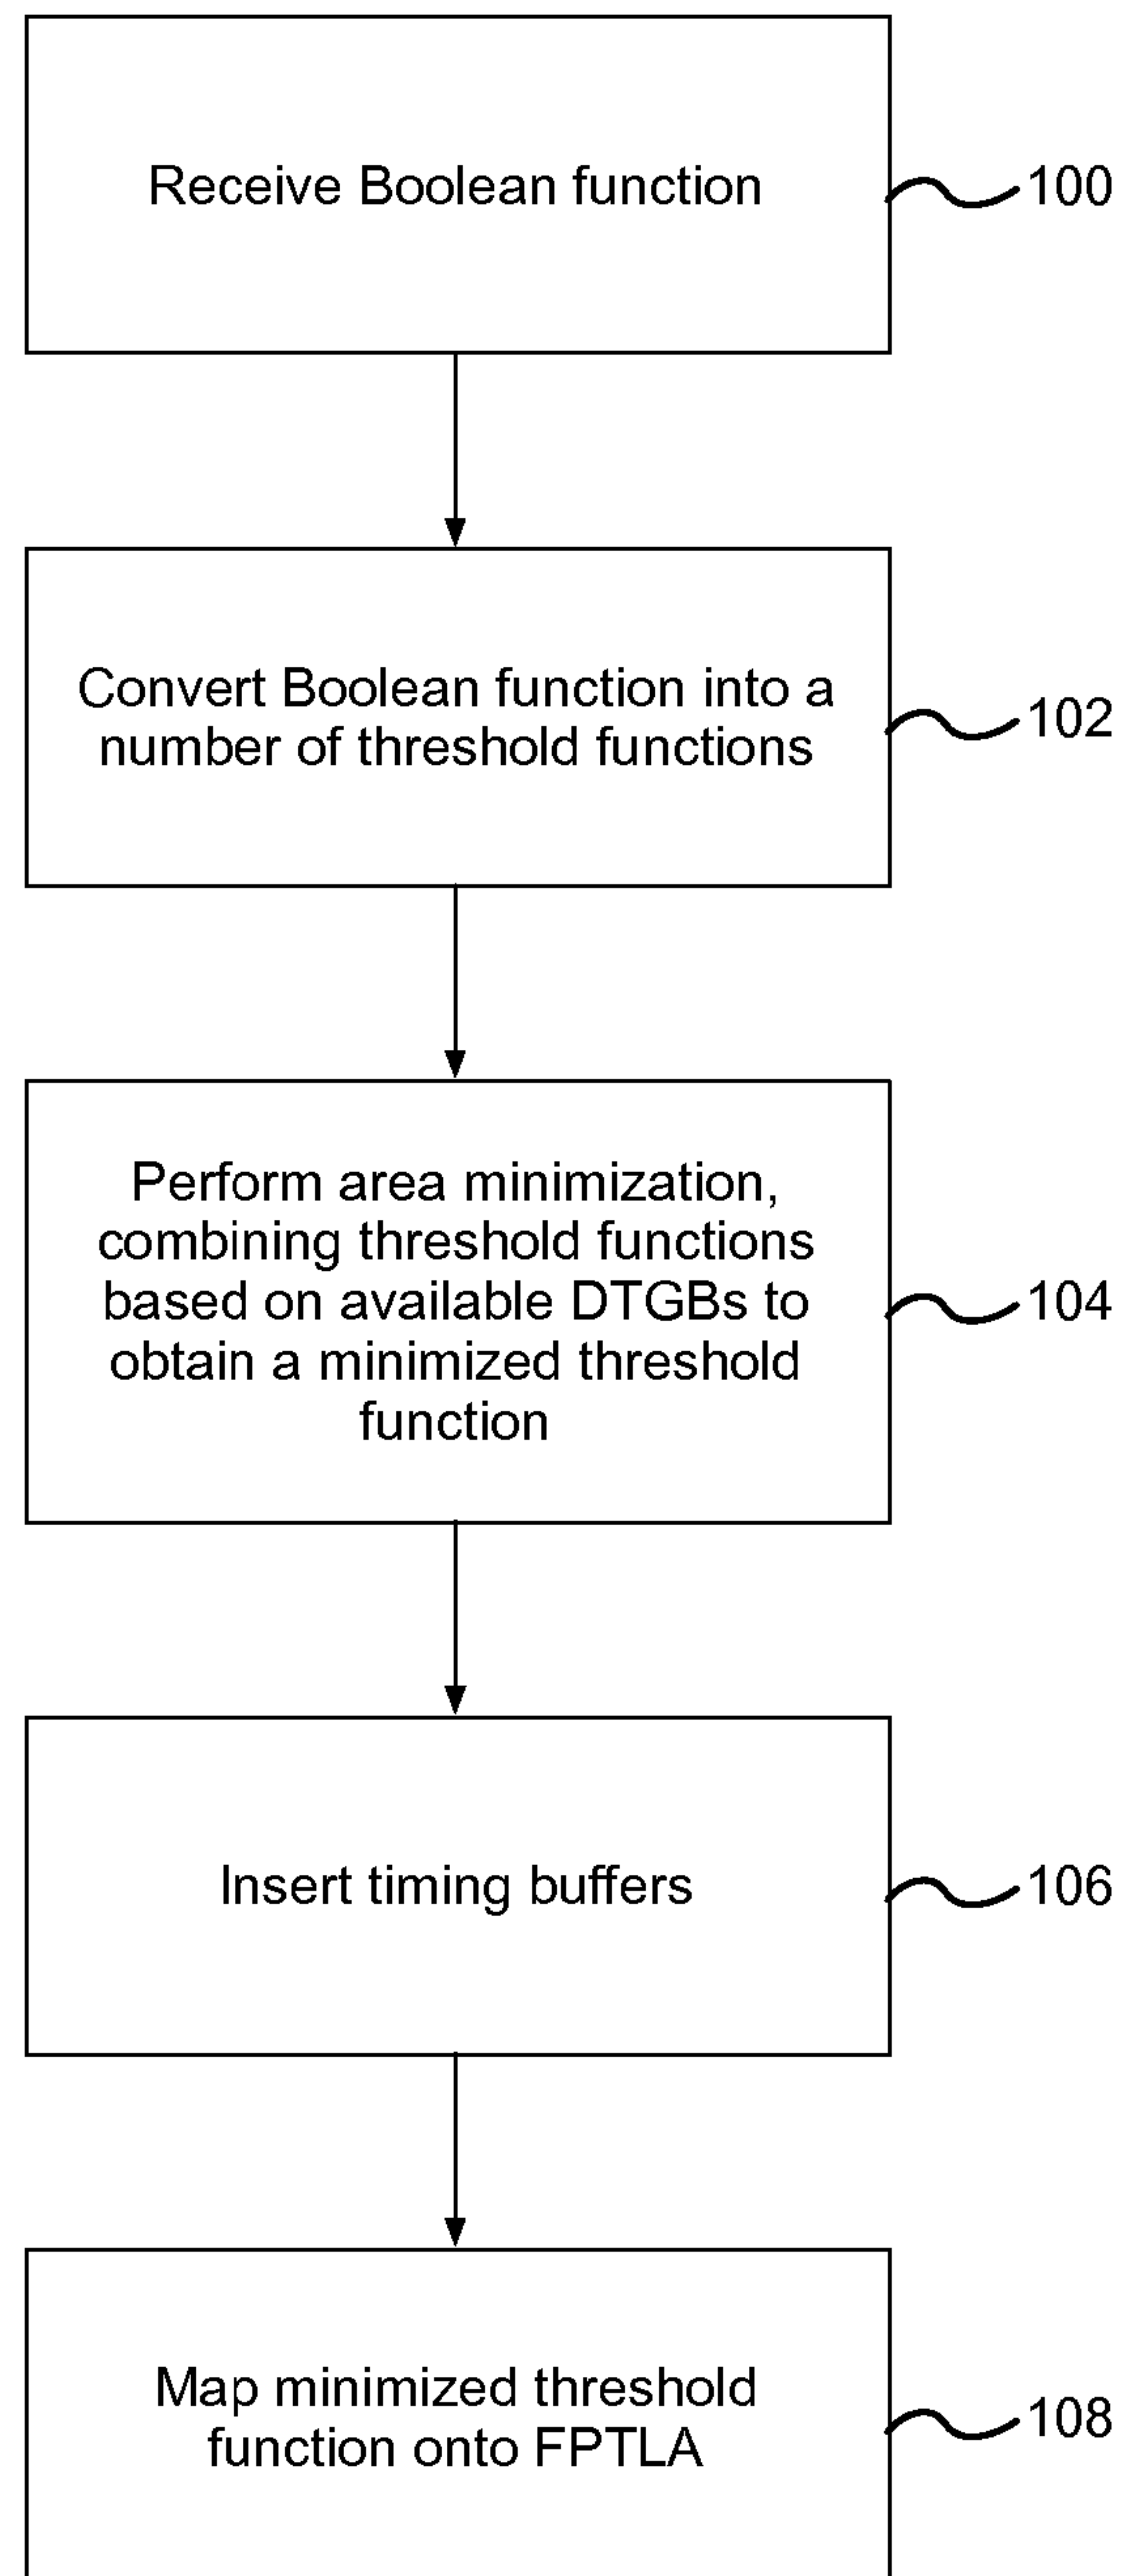 Receive Boolean function
100
Convert Boolean function into a
number of threshold functions
102
Perform area minimization,
combining threshold functions
based on available DTGBs to
obtain a minimized threshold
function
104
Insert timing buffers
106
Map minimized threshold
function onto FPTLA
108